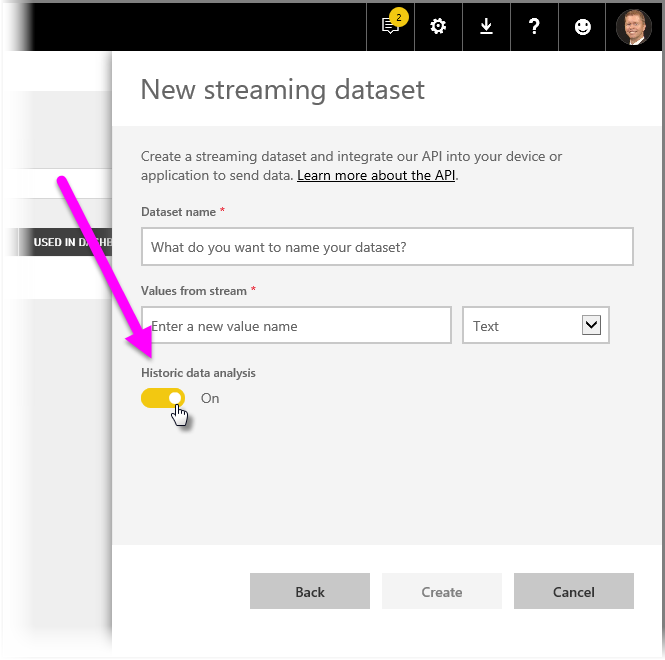 2
?
New streaming dataset
Create a streaming dataset and integrate our API into your device or
application to send data. Learn more about the API.
Dataset name *
What do you want to name your dataset?
USED IN
Values from stream *
Enter a new value name
Text
Historic data analysis
On
Back
Create
Cancel